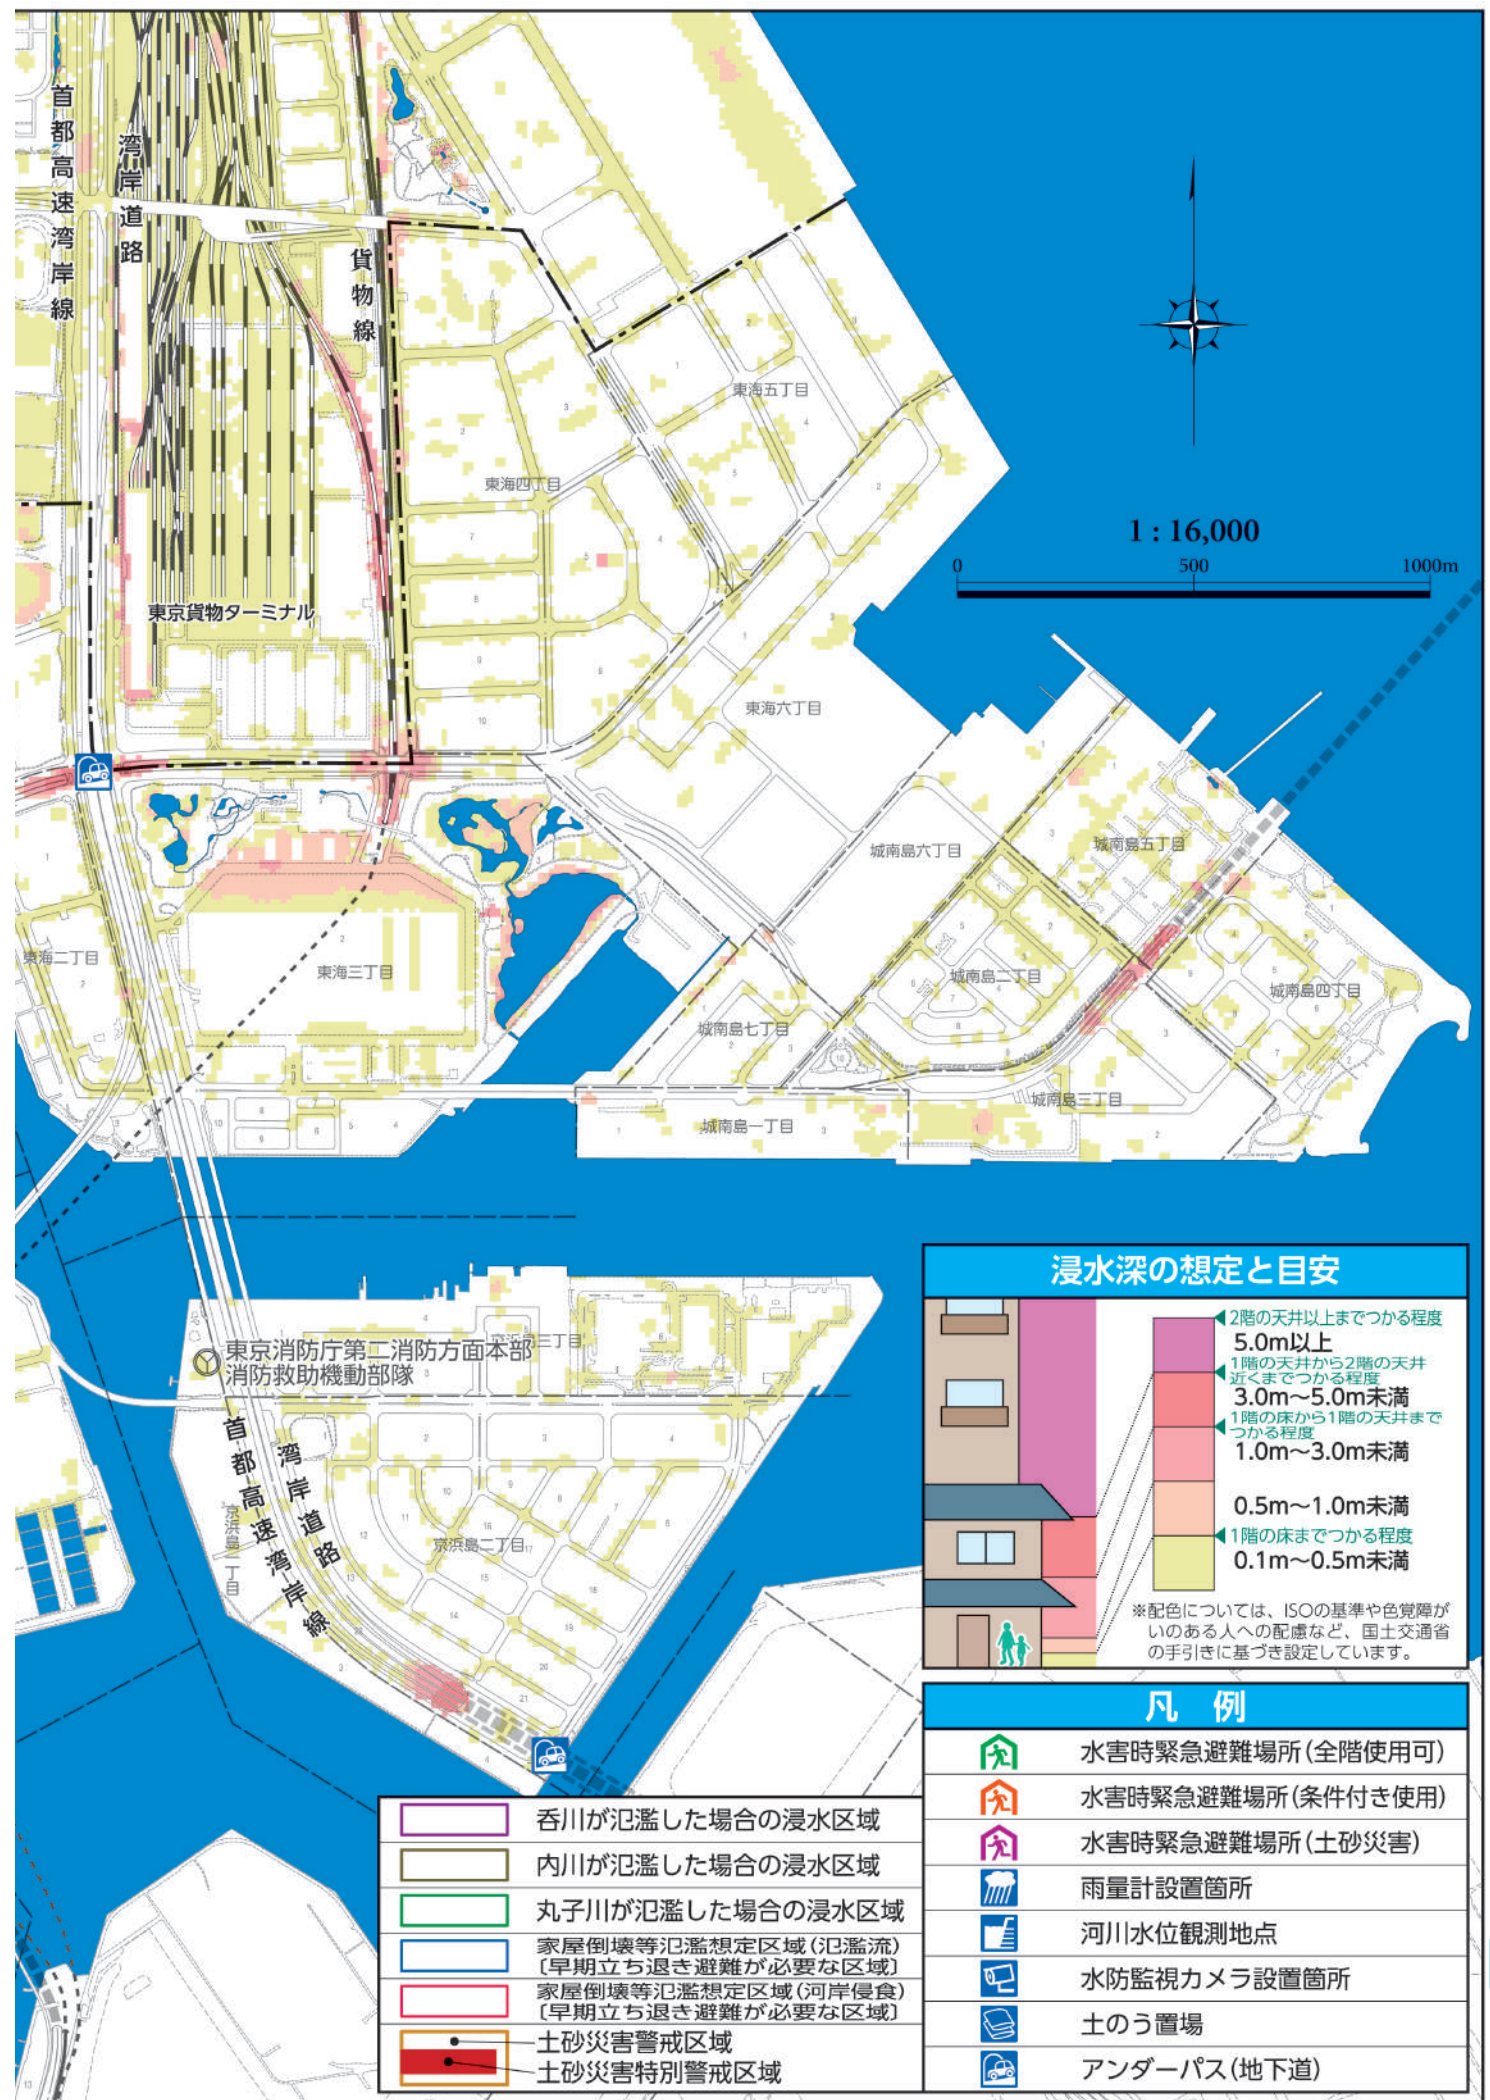 首都高速湾岸線
湾岸道路
貨物線
東海五丁目
東海四丁目
1 : 16,000
0 500 1000m
東京貨物ターミナル
東海六丁目
城南島六丁目
城南島五丁目
東海二丁目
東海三丁目
城南島二丁目
城南島四丁目
城南島七丁目
城南島三丁目
城南島一丁目
東京消防庁第二消防方面本部
消防救助機動部隊
京浜島三丁目
首都高速湾岸線
湾岸道路
京浜島一丁目
京浜島二丁目
浸水深の想定と目安
2階の天井以上までつかる程度
5.0m以上
1階の天井から2階の天井
近くまでつかる程度
3.0m〜5.0m未満
1階の床から1階の天井まで
つかる程度
1.0m〜3.0m未満
0.5m〜1.0m未満
1階の床までつかる程度
0.1m〜0.5m未満
※配色については、ISOの基準や色覚障が
いのある人への配慮など、国土交通省
の手引きに基づき設定しています。
呑川が氾濫した場合の浸水区域
内川が氾濫した場合の浸水区域
丸子川が氾濫した場合の浸水区域
家屋倒壊等氾濫想定区域(氾濫流)
〔早期立ち退き避難が必要な区域〕
家屋倒壊等氾濫想定区域(河岸侵食)
〔早期立ち退き避難が必要な区域〕
土砂災害警戒区域
土砂災害特別警戒区域
凡 例
水害時緊急避難場所(全階使用可)
水害時緊急避難場所(条件付き使用)
水害時緊急避難場所(土砂災害)
雨量計設置箇所
河川水位観測地点
水防監視カメラ設置箇所
土のう置場
アンダーパス(地下道)